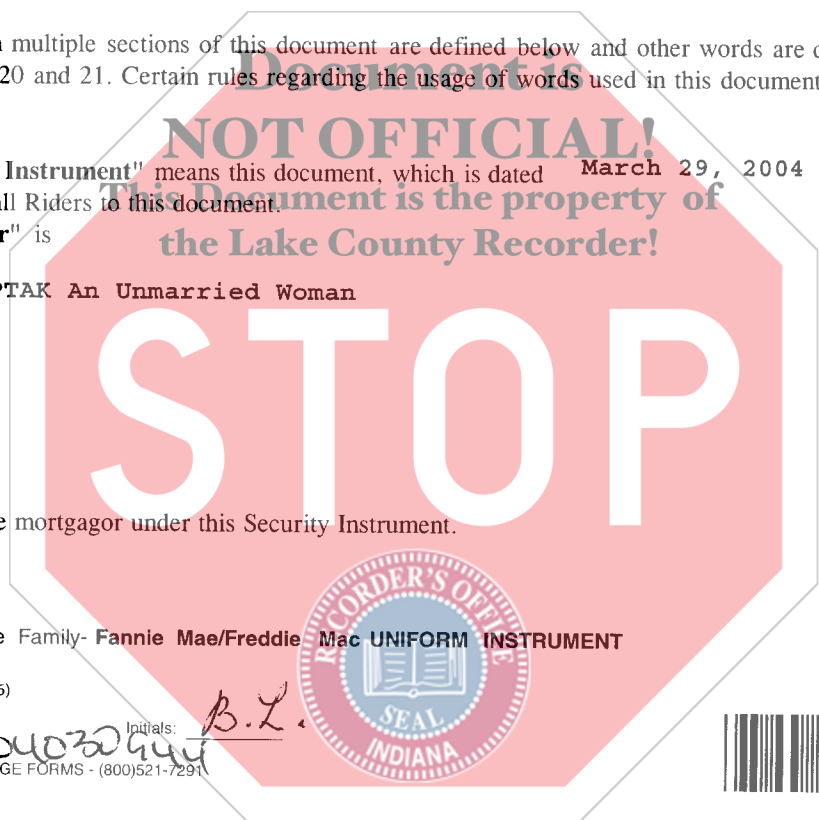 multiple sections of this document are defined below and other words are
20 and 21. Certain rules regarding the usage of words used in this document
Document is
NOT OFFICIAL!
Instrument" means this document, which is dated March 29, 2004
This Document is the property of
ll Riders to this document.
r" is
the Lake County Recorder!
PTAK An Unmarried Woman
STOP
e mortgagor under this Security Instrument.
RECORDER'S OFFICE
e Family- Fannie Mae/Freddie Mac UNIFORM INSTRUMENT
SEAL
INDIANA
Initials: B.L.
GE FORMS - (800)521-7291